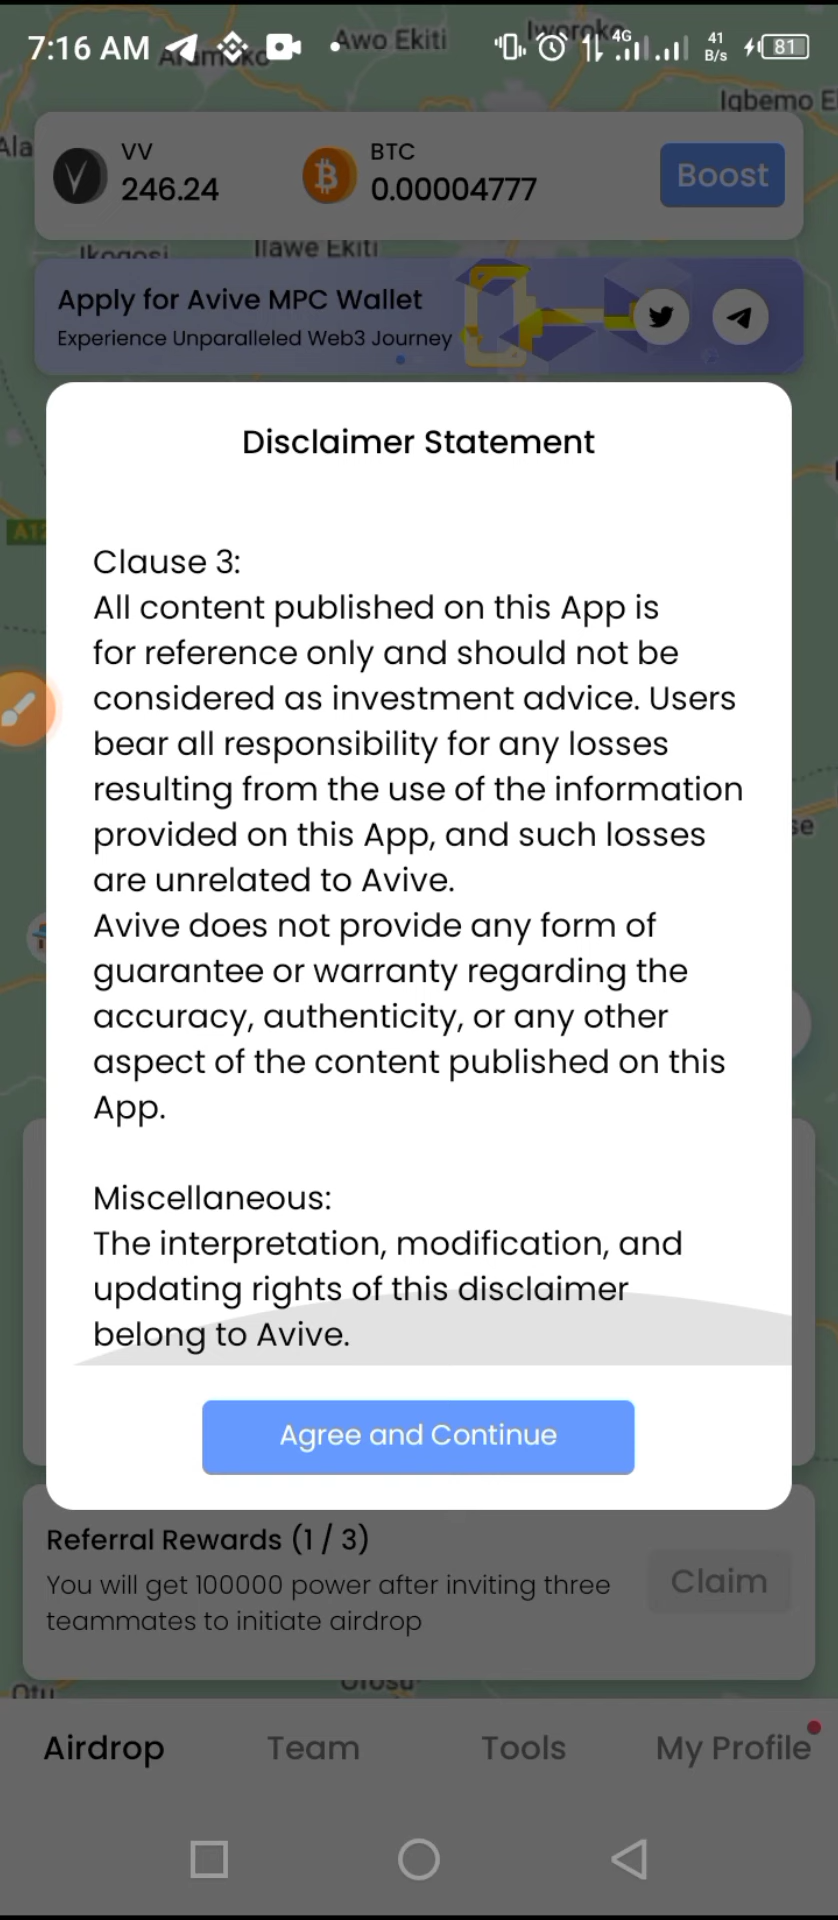 7:16 AM
4G
41
B/s
81
Awo Ekiti
Iworoko
Aramoko
Igbemo E
Ala
VV
246.24
BTC
0.00004777
Boost
Ikogosi
Ilawe Ekiti
Apply for Avive MPC Wallet
Experience Unparalleled Web3 Journey
Disclaimer Statement
A12
Clause 3:
All content published on this App is
for reference only and should not be
considered as investment advice. Users
bear all responsibility for any losses
resulting from the use of the information
provided on this App, and such losses
se
are unrelated to Avive.
Avive does not provide any form of
guarantee or warranty regarding the
accuracy, authenticity, or any other
aspect of the content published on this
App.
Miscellaneous:
The interpretation, modification, and
updating rights of this disclaimer
belong to Avive.
Agree and Continue
Referral Rewards (1 / 3)
You will get 100000 power after inviting three
teammates to initiate airdrop
Claim
Airdrop
Team
Tools
My Profile